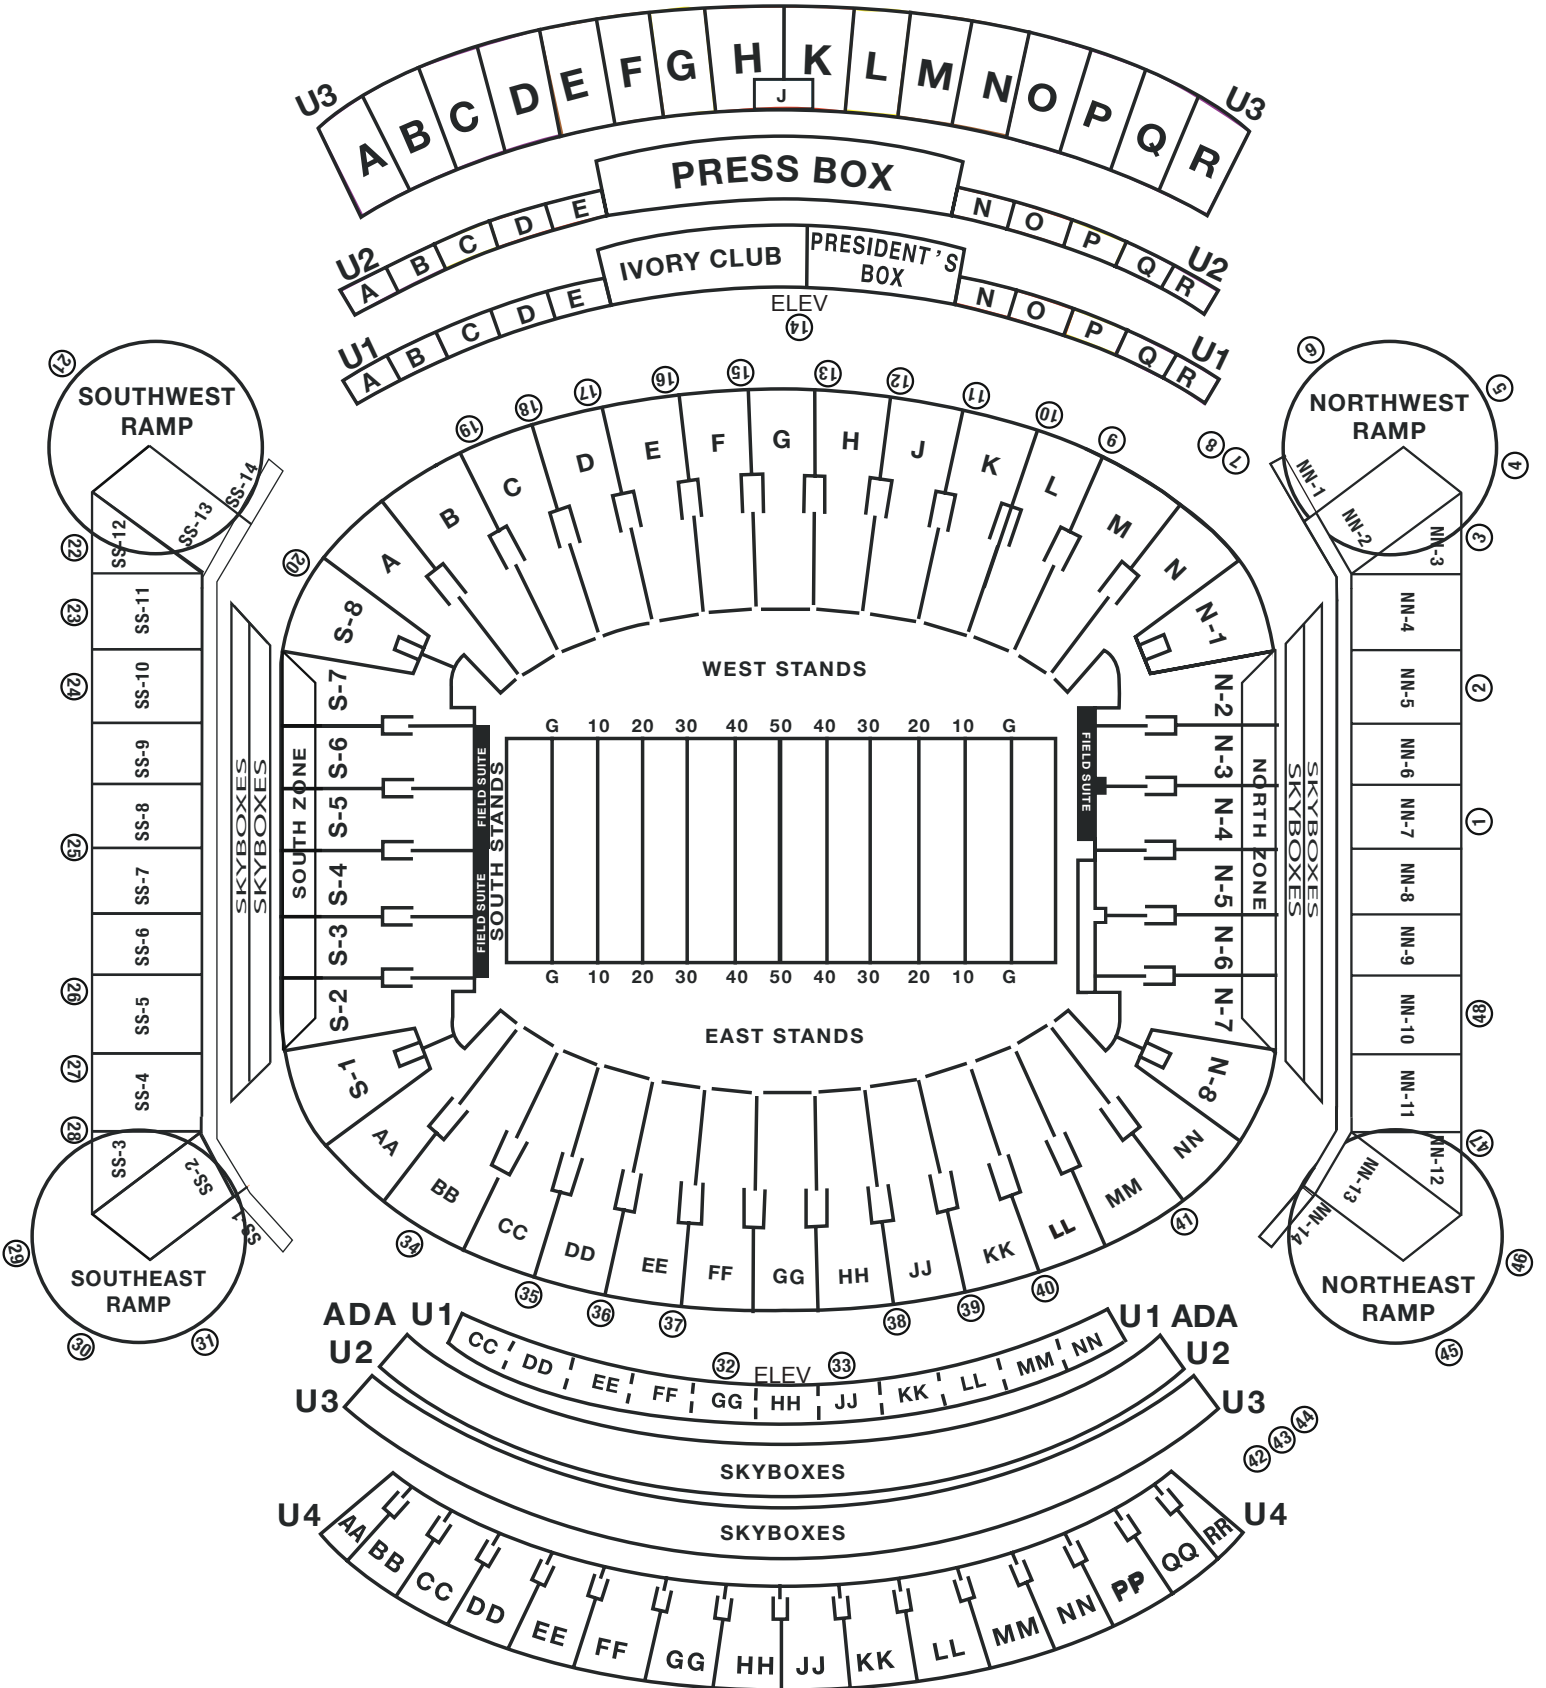 U3 A B C D E F G H J K L M N O P Q R U3
PRESS BOX
U2 A B C D E N O P Q R U2
IVORY CLUB
PRESIDENT'S
BOX
U1 A B C D E N O P Q R U1
ELEV
14
21
SOUTHWEST
RAMP
SS-14
SS-13
SS-12
6
5
4
NORTHWEST
RAMP
NN-1
NN-2
NN-3
20 19 18 17 16 15 13 12 11 10 9 8 7
A B C D E F G H J K L M N
22
23
24
25
26
27
28
SS-11
SS-10
SS-9
SS-8
SS-7
SS-6
SS-5
SS-4
SS-3
SS-2
SS-1
SKYBOXES
SKYBOXES
SOUTH ZONE
S-8
S-7
S-6
S-5
S-4
S-3
S-2
S-1
FIELD SUITE
FIELD SUITE
SOUTH STANDS
WEST STANDS
G 10 20 30 40 50 40 30 20 10 G
G 10 20 30 40 50 40 30 20 10 G
EAST STANDS
FIELD SUITE
N-1
N-2
N-3
N-4
N-5
N-6
N-7
N-8
NORTH ZONE
SKYBOXES
SKYBOXES
NN-4
NN-5
NN-6
NN-7
NN-8
NN-9
NN-10
NN-11
NN-12
NN-13
NN-14
3
2
1
48
47
AA BB CC DD EE FF GG HH JJ KK LL MM NN
34 35 36 37 38 39 40 41
29
SOUTHEAST
RAMP
30
31
46
NORTHEAST
RAMP
45
ADA U1 CC DD EE FF GG HH JJ KK LL MM NN U1 ADA
32 ELEV 33
U2 U2
SKYBOXES
U3 U3
42 43 44
SKYBOXES
U4 AA BB CC DD EE FF GG HH JJ KK LL MM NN PP QQ RR U4